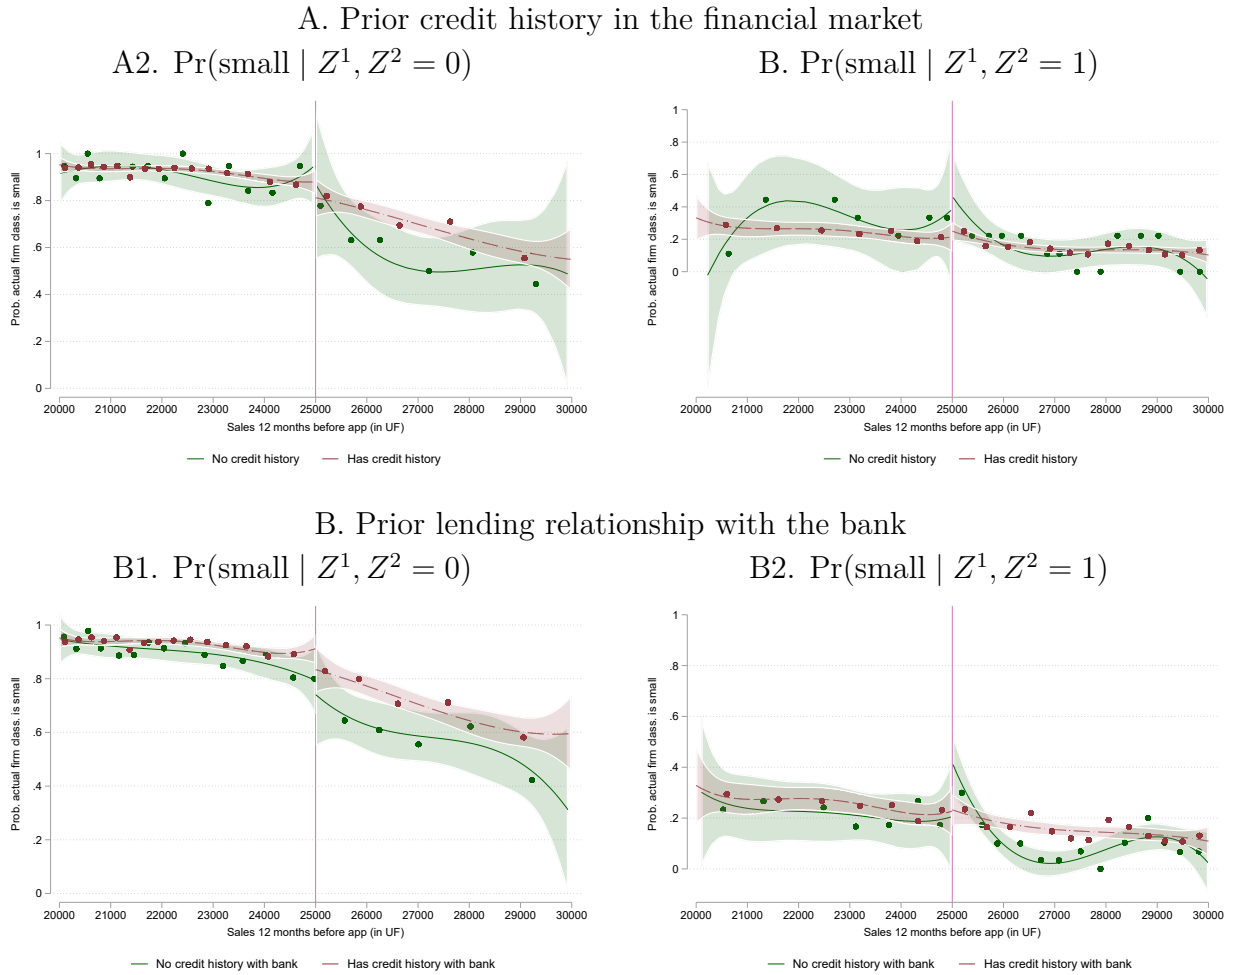 A. Prior credit history in the financial market
A2. Pr(small | Z¹, Z² = 0)
B. Pr(small | Z¹, Z² = 1)
Prob. actual firm class. is small
1
.8
.6
.4
.2
0
20000 21000 22000 23000 24000 25000 26000 27000 28000 29000 30000
Sales 12 months before app (in UF)
No credit history Has credit history
Prob. actual firm class. is small
1
.8
.6
.4
.2
0
20000 21000 22000 23000 24000 25000 26000 27000 28000 29000 30000
Sales 12 months before app (in UF)
No credit history Has credit history
B. Prior lending relationship with the bank
B1. Pr(small | Z¹, Z² = 0)
B2. Pr(small | Z¹, Z² = 1)
Prob. actual firm class. is small
1
.8
.6
.4
.2
0
20000 21000 22000 23000 24000 25000 26000 27000 28000 29000 30000
Sales 12 months before app (in UF)
No credit history with bank Has credit history with bank
Prob. actual firm class. is small
1
.8
.6
.4
.2
0
20000 21000 22000 23000 24000 25000 26000 27000 28000 29000 30000
Sales 12 months before app (in UF)
No credit history with bank Has credit history with bank